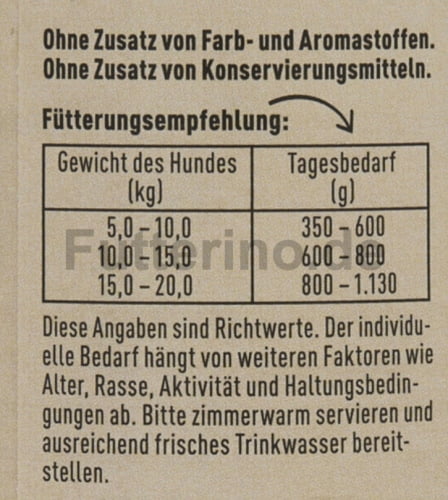 Ohne Zusatz von Farb- und Aromastoffen.
Ohne Zusatz von Konservierungsmitteln.
Fütterungsempfehlung:
Gewicht des Hundes Tagesbedarf
(kg) (g)
5,0 – 10,0 350 – 600
10,0 – 15,0 600 – 800
15,0 – 20,0 800 – 1.130
Futterino.de
Diese Angaben sind Richtwerte. Der individu-
elle Bedarf hängt von weiteren Faktoren wie
Alter, Rasse, Aktivität und Haltungsbedin-
gungen ab. Bitte zimmerwarm servieren und
ausreichend frisches Trinkwasser bereit-
stellen.